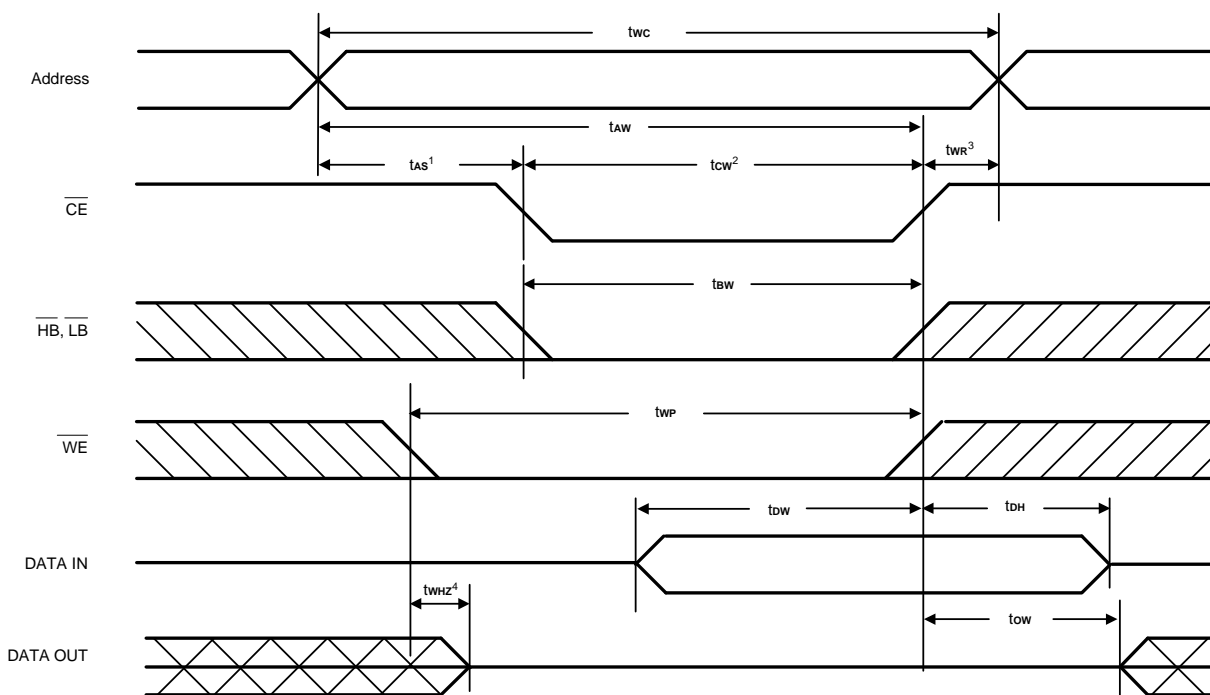 tWC
Address
tAW
tAS¹ tCW² tWR³
CE
tBW
HB, LB
tWP
WE
tDW tDH
DATA IN
tWHZ⁴
tOW
DATA OUT